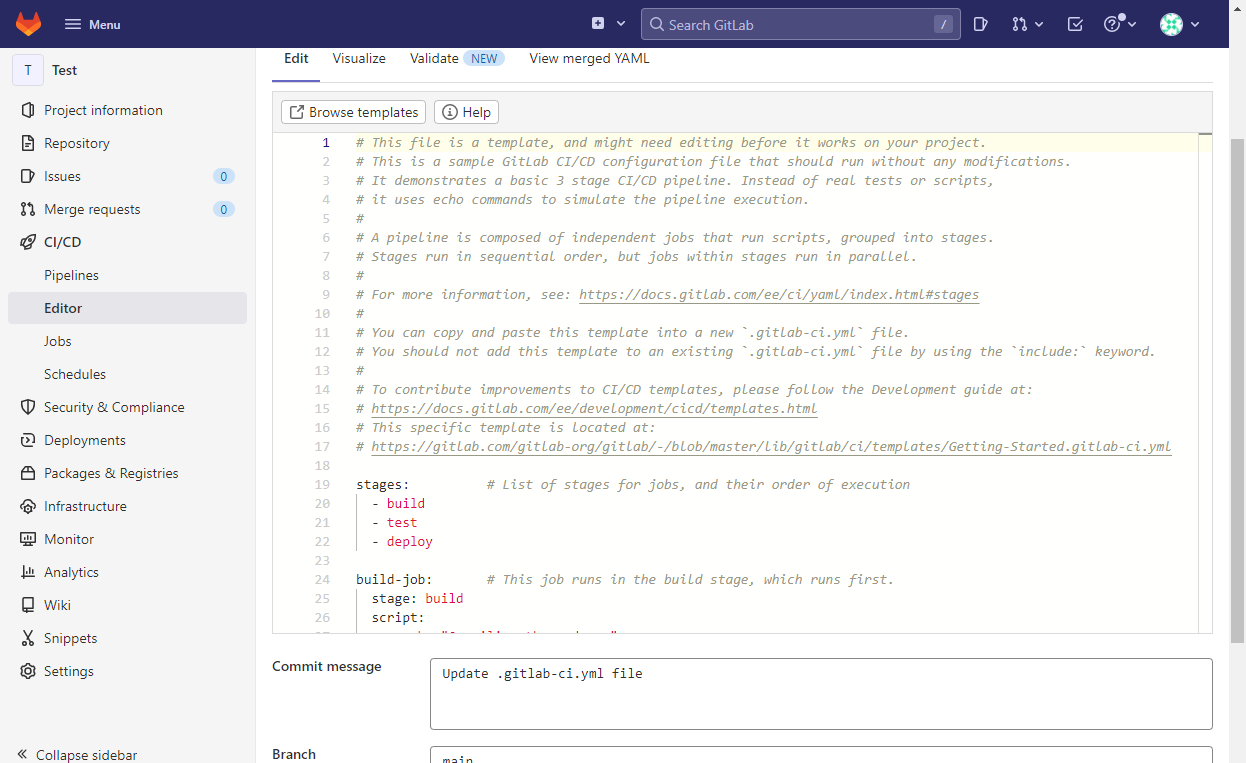 Menu
Search GitLab
/
T
Test
Project information
Repository
Issues
0
Merge requests
0
CI/CD
Pipelines
Editor
Jobs
Schedules
Security & Compliance
Deployments
Packages & Registries
Infrastructure
Monitor
Analytics
Wiki
Snippets
Settings
Collapse sidebar
Edit Visualize Validate NEW View merged YAML
Browse templates Help
1 # This file is a template, and might need editing before it works on your project.
2 # This is a sample GitLab CI/CD configuration file that should run without any modifications.
3 # It demonstrates a basic 3 stage CI/CD pipeline. Instead of real tests or scripts,
4 # it uses echo commands to simulate the pipeline execution.
5 #
6 # A pipeline is composed of independent jobs that run scripts, grouped into stages.
7 # Stages run in sequential order, but jobs within stages run in parallel.
8 #
9 # For more information, see: https://docs.gitlab.com/ee/ci/yaml/index.html#stages
10 #
11 # You can copy and paste this template into a new `.gitlab-ci.yml` file.
12 # You should not add this template to an existing `.gitlab-ci.yml` file by using the `include:` keyword.
13 #
14 # To contribute improvements to CI/CD templates, please follow the Development guide at:
15 # https://docs.gitlab.com/ee/development/cicd/templates.html
16 # This specific template is located at:
17 # https://gitlab.com/gitlab-org/gitlab/-/blob/master/lib/gitlab/ci/templates/Getting-Started.gitlab-ci.yml
18
19 stages: # List of stages for jobs, and their order of execution
20 - build
21 - test
22 - deploy
23
24 build-job: # This job runs in the build stage, which runs first.
25 stage: build
26 script:
Commit message
Update .gitlab-ci.yml file
Branch
main